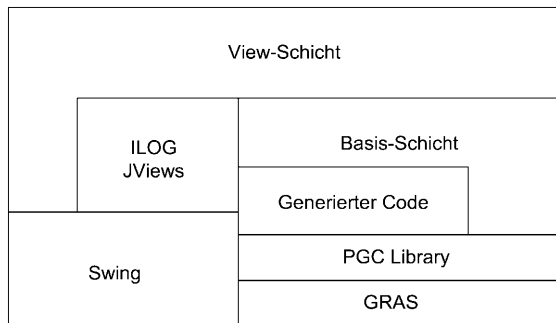 View-Schicht
ILOG
JViews
Basis-Schicht
Generierter Code
PGC Library
Swing
GRAS